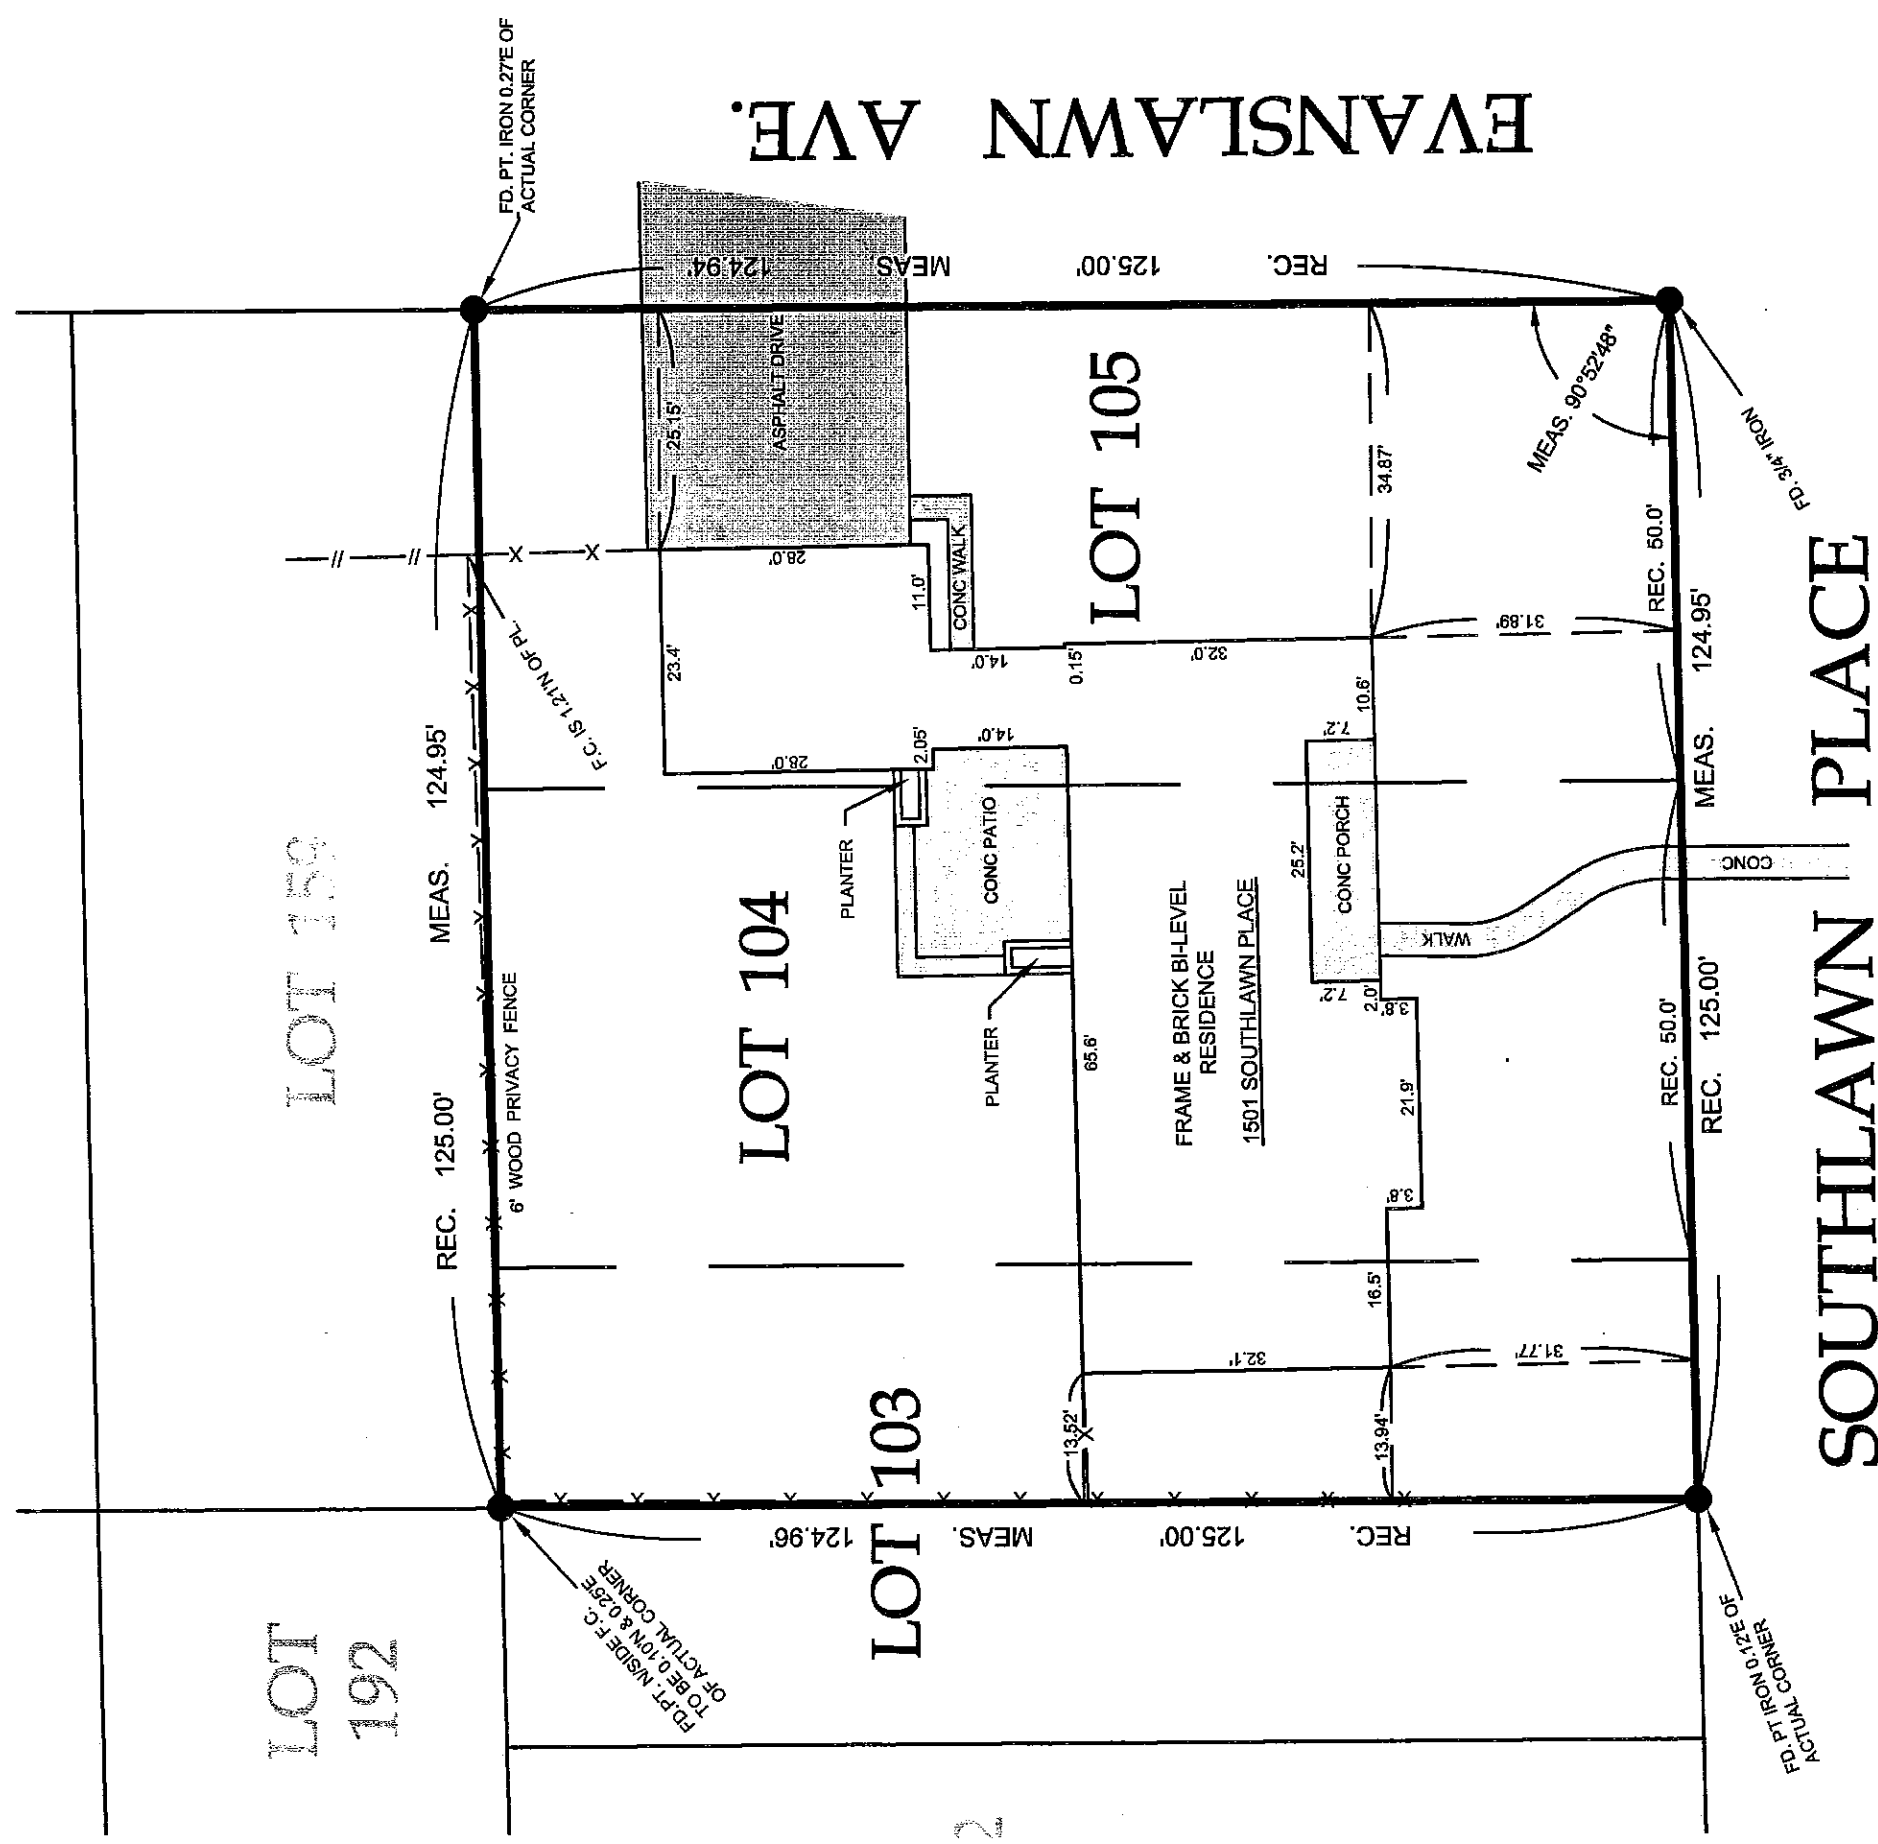 FD. PT. IRON 0.27'E OF
ACTUAL CORNER
EVANSLAWN AVE.
124.94' MEAS. 125.00' REC.
ASPHALT DRIVE
25.15'
LOT 105
34.87'
MEAS. 90°52'48"
FD. 3/4" IRON
28.0'
11.0'
CONC WALK
14.0'
0.15'
32.0'
31.89'
REC. 50.0'
23.4'
10.6'
7.2'
F.C. IS 1.21'N OF PL.
28.0'
2.05'
14.0'
REC. 125.00' MEAS. 124.95'
6' WOOD PRIVACY FENCE
LOT 159
LOT 104
PLANTER
CONC PATIO
PLANTER
65.6'
FRAME & BRICK BI-LEVEL
RESIDENCE
1501 SOUTHLAWN PLACE
25.2'
CONC PORCH
7.2'
2.0'
3.8'
21.9'
3.8'
WALK
CONC
REC. 50.0'
REC. 125.00' MEAS. 124.95'
SOUTHLAWN PLACE
16.5'
32.1'
31.77'
13.52'
13.94'
LOT 103
124.96' MEAS. 125.00' REC.
LOT
192
FD.PT. N/SIDE F.C.
TO BE 0.10'N & 0.25'E
OF ACTUAL CORNER
FD. PT IRON 0.12'E OF
ACTUAL CORNER
2